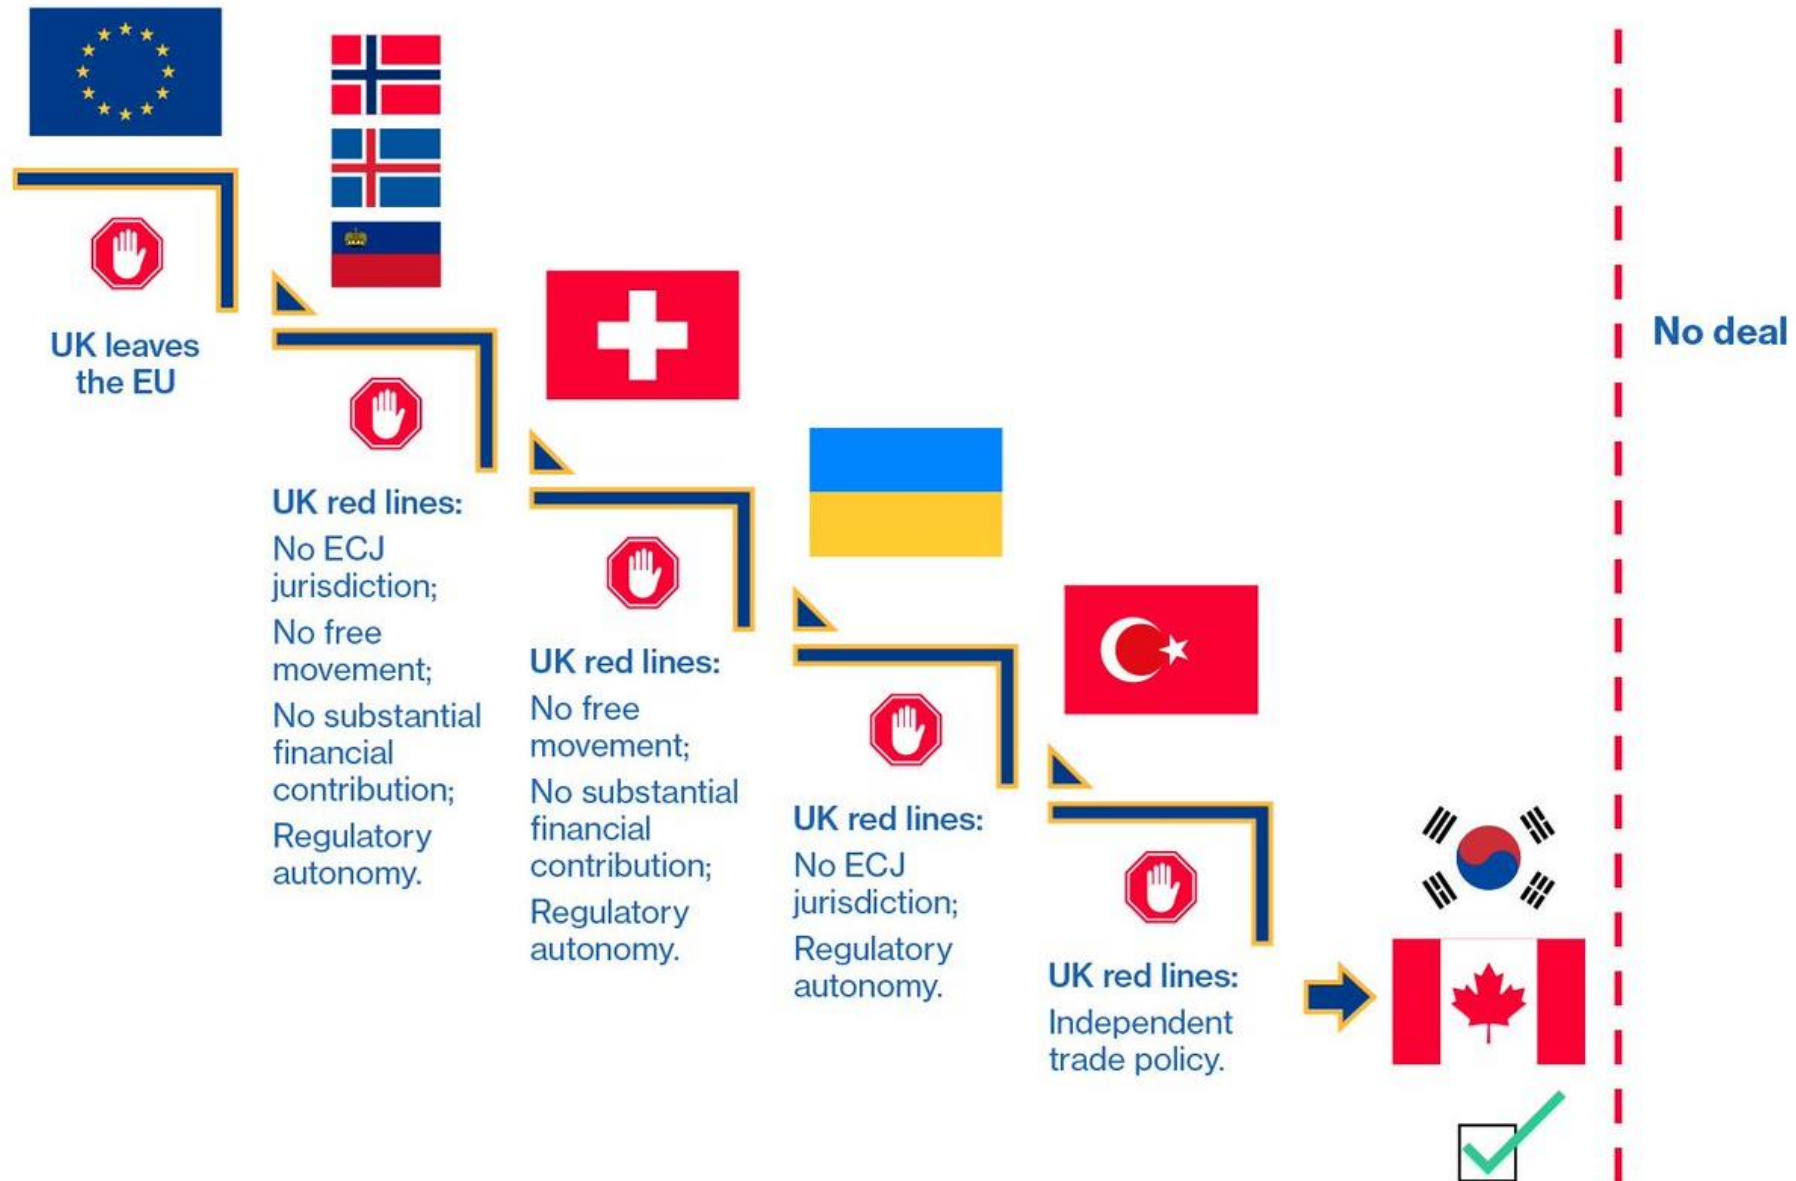 UK leaves
the EU
UK red lines:
No ECJ
jurisdiction;
No free
movement;
No substantial
financial
contribution;
Regulatory
autonomy.
UK red lines:
No free
movement;
No substantial
financial
contribution;
Regulatory
autonomy.
UK red lines:
No ECJ
jurisdiction;
Regulatory
autonomy.
UK red lines:
Independent
trade policy.
No deal